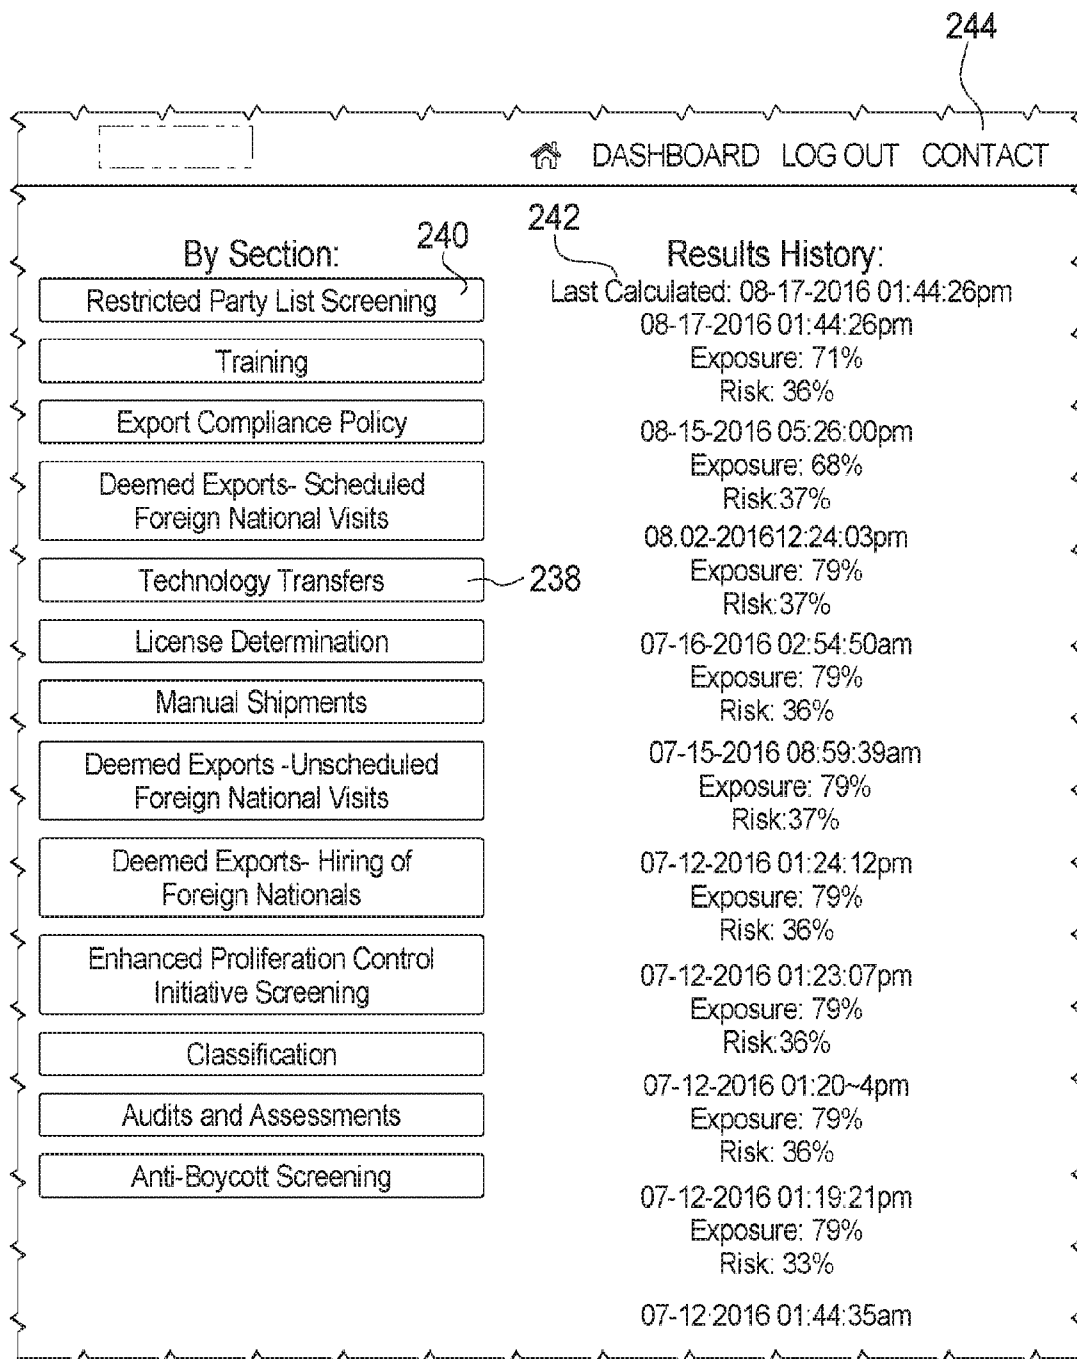 244
DASHBOARD LOG OUT CONTACT
By Section:
240
Restricted Party List Screening
Training
Export Compliance Policy
Deemed Exports- Scheduled
Foreign National Visits
Technology Transfers
238
License Determination
Manual Shipments
Deemed Exports -Unscheduled
Foreign National Visits
Deemed Exports- Hiring of
Foreign Nationals
Enhanced Proliferation Control
Initiative Screening
Classification
Audits and Assessments
Anti-Boycott Screening
242
Results History:
Last Calculated: 08-17-2016 01:44:26pm
08-17-2016 01:44:26pm
Exposure: 71%
Risk: 36%
08-15-2016 05:26:00pm
Exposure: 68%
Risk:37%
08.02-201612:24:03pm
Exposure: 79%
RIsk:37%
07-16-2016 02:54:50am
Exposure: 79%
Risk: 36%
07-15-2016 08:59:39am
Exposure: 79%
Risk:37%
07-12-2016 01:24:12pm
Exposure: 79%
Risk: 36%
07-12-2016 01:23:07pm
Exposure: 79%
Risk:36%
07-12-2016 01:20~4pm
Exposure: 79%
Risk: 36%
07-12-2016 01:19:21pm
Exposure: 79%
Risk: 33%
07-12-2016 01:44:35am